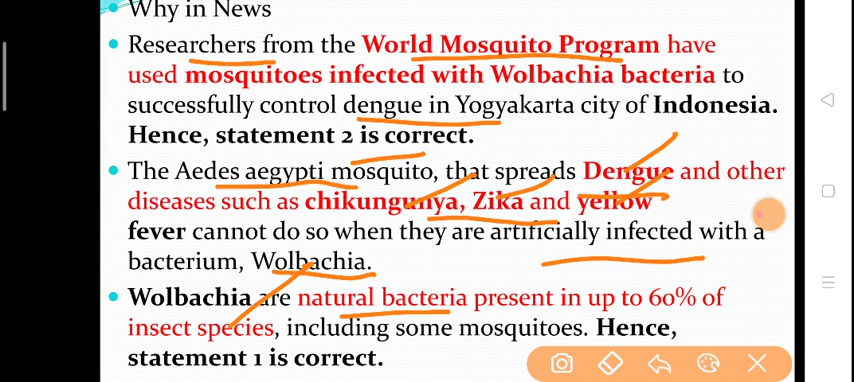 Why in News
Researchers from the World Mosquito Program have
used mosquitoes infected with Wolbachia bacteria to
successfully control dengue in Yogyakarta city of Indonesia.
Hence, statement 2 is correct.
The Aedes aegypti mosquito, that spreads Dengue and other
diseases such as chikungunya, Zika and yellow
fever cannot do so when they are artificially infected with a
bacterium, Wolbachia.
Wolbachia are natural bacteria present in up to 60% of
insect species, including some mosquitoes. Hence,
statement 1 is correct.